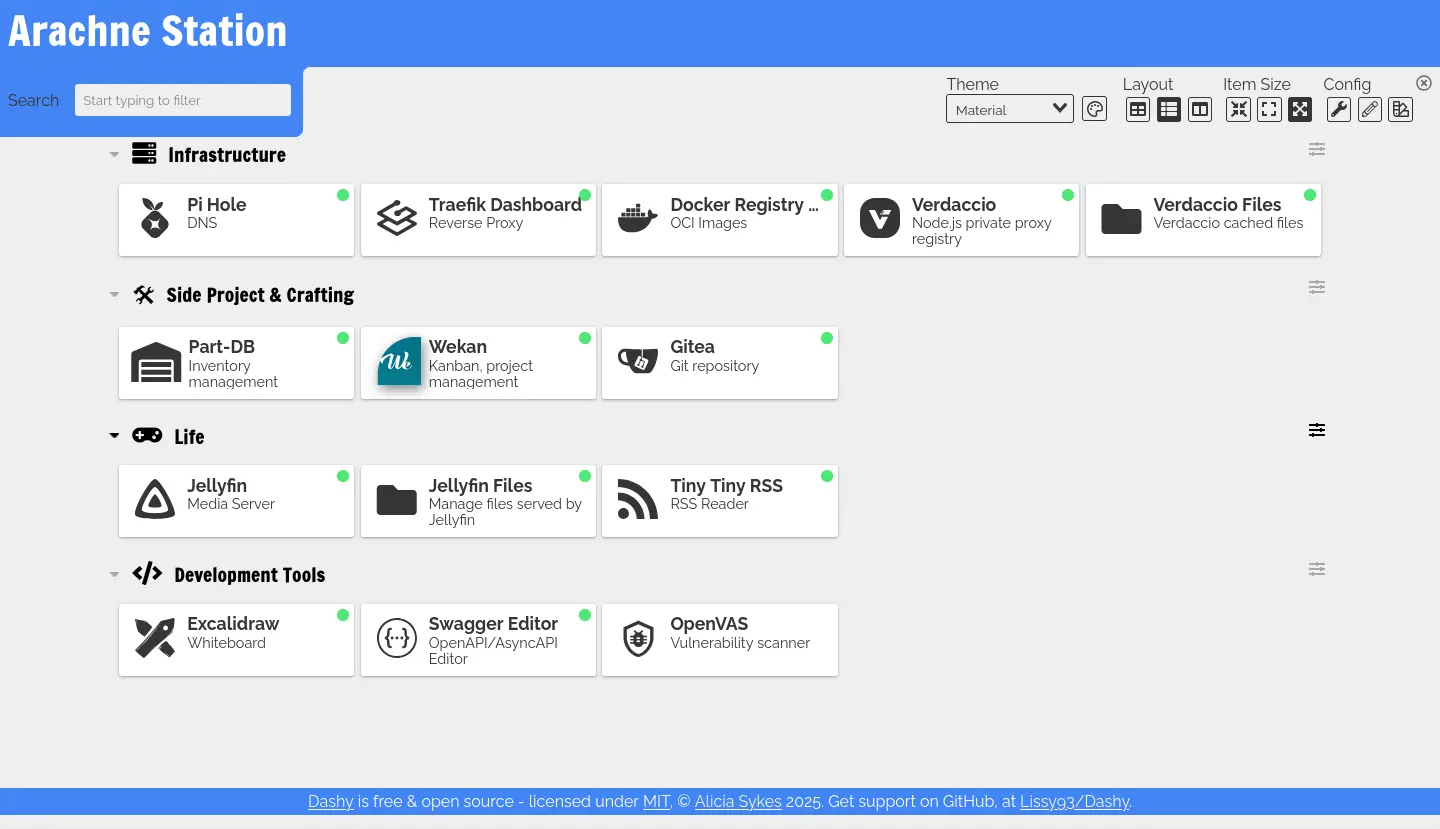 Arachne Station
Search
Start typing to filter
Theme
Material
Layout
Item Size
Config
Infrastructure
Pi Hole
DNS
Traefik Dashboard
Reverse Proxy
Docker Registry ...
OCI Images
Verdaccio
Node.js private proxy
registry
Verdaccio Files
Verdaccio cached files
Side Project & Crafting
Part-DB
Inventory
management
We
Wekan
Kanban, project
management
Gitea
Git repository
Life
Jellyfin
Media Server
Jellyfin Files
Manage files served by
Jellyfin
Tiny Tiny RSS
RSS Reader
Development Tools
Excalidraw
Whiteboard
Swagger Editor
OpenAPI/AsyncAPI
Editor
OpenVAS
Vulnerability scanner
Dashy is free & open source - licensed under MIT, © Alicia Sykes 2025. Get support on GitHub, at Lissy93/Dashy.